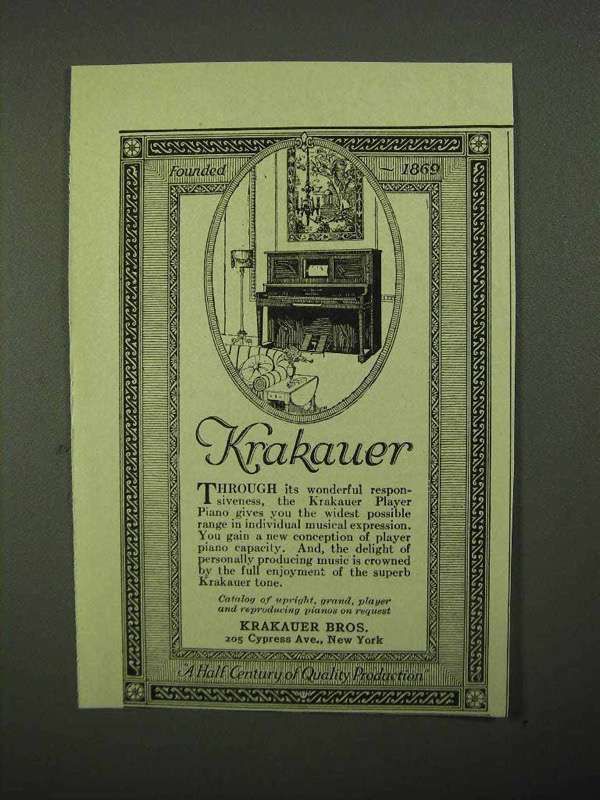 Founded ~ 1869
Krakauer
THROUGH its wonderful respon-
siveness, the Krakauer Player
Piano gives you the widest possible
range in individual musical expression.
You gain a new conception of player
piano capacity. And, the delight of
personally producing music is crowned
by the full enjoyment of the superb
Krakauer tone.
Catalog of upright, grand, player
and reproducing pianos on request
KRAKAUER BROS.
205 Cypress Ave., New York
A Half Century of Quality Production